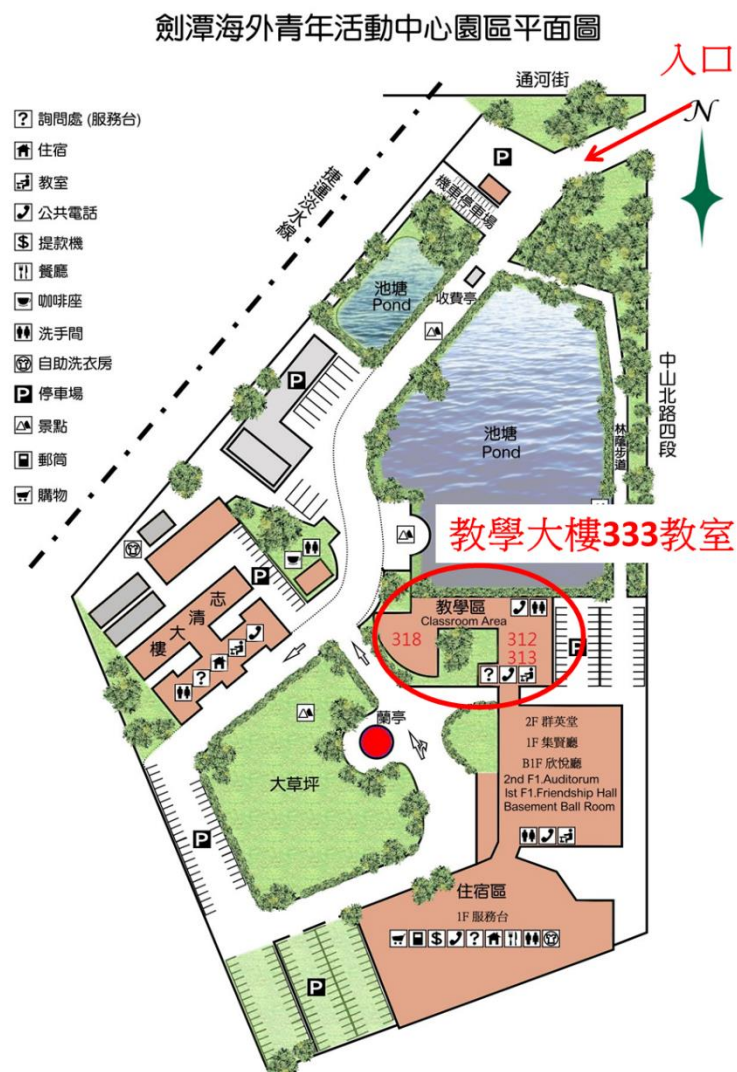 劍潭海外青年活動中心園區平面圖
入口
通河街
N
? 詢問處 (服務台)
住宿
教室
公共電話
$ 提款機
餐廳
咖啡座
洗手間
自助洗衣房
P 停車場
景點
郵筒
購物
捷運淡水線
P
機車停車場
池塘
Pond
收費亭
P
池塘
Pond
中山北路四段
林蔭步道
教學大樓333教室
P
志清大樓
?
教學區
Classroom Area
318
312
313
?
P
蘭亭
大草坪
2F 群英堂
1F 集賢廳
B1F 欣悅廳
2nd F1.Auditorum
Ist F1.Friendship Hall
Basement Ball Room
P
住宿區
1F 服務台
$ ?
P